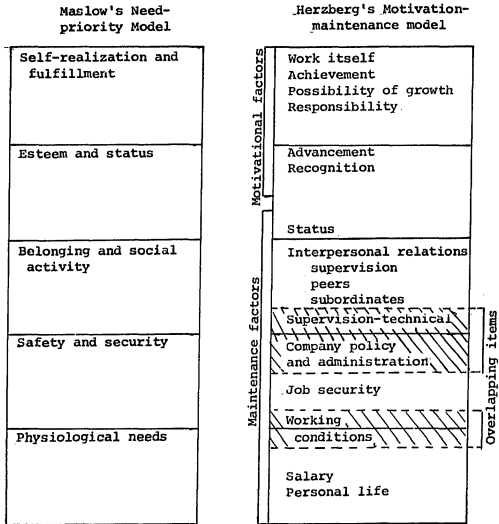 Maslow's Need-
priority Model
Herzberg's Motivation-
maintenance model
Self-realization and
fulfillment
Esteem and status
Belonging and social
activity
Safety and security
Physiological needs
Motivational factors
Maintenance factors
Work itself
Achievement
Possibility of growth
Responsibility
Advancement
Recognition
Status
Interpersonal relations
supervision
peers
subordinates
Supervision-technical
Company policy
and administration
Job security
Working
conditions
Salary
Personal life
Overlapping items